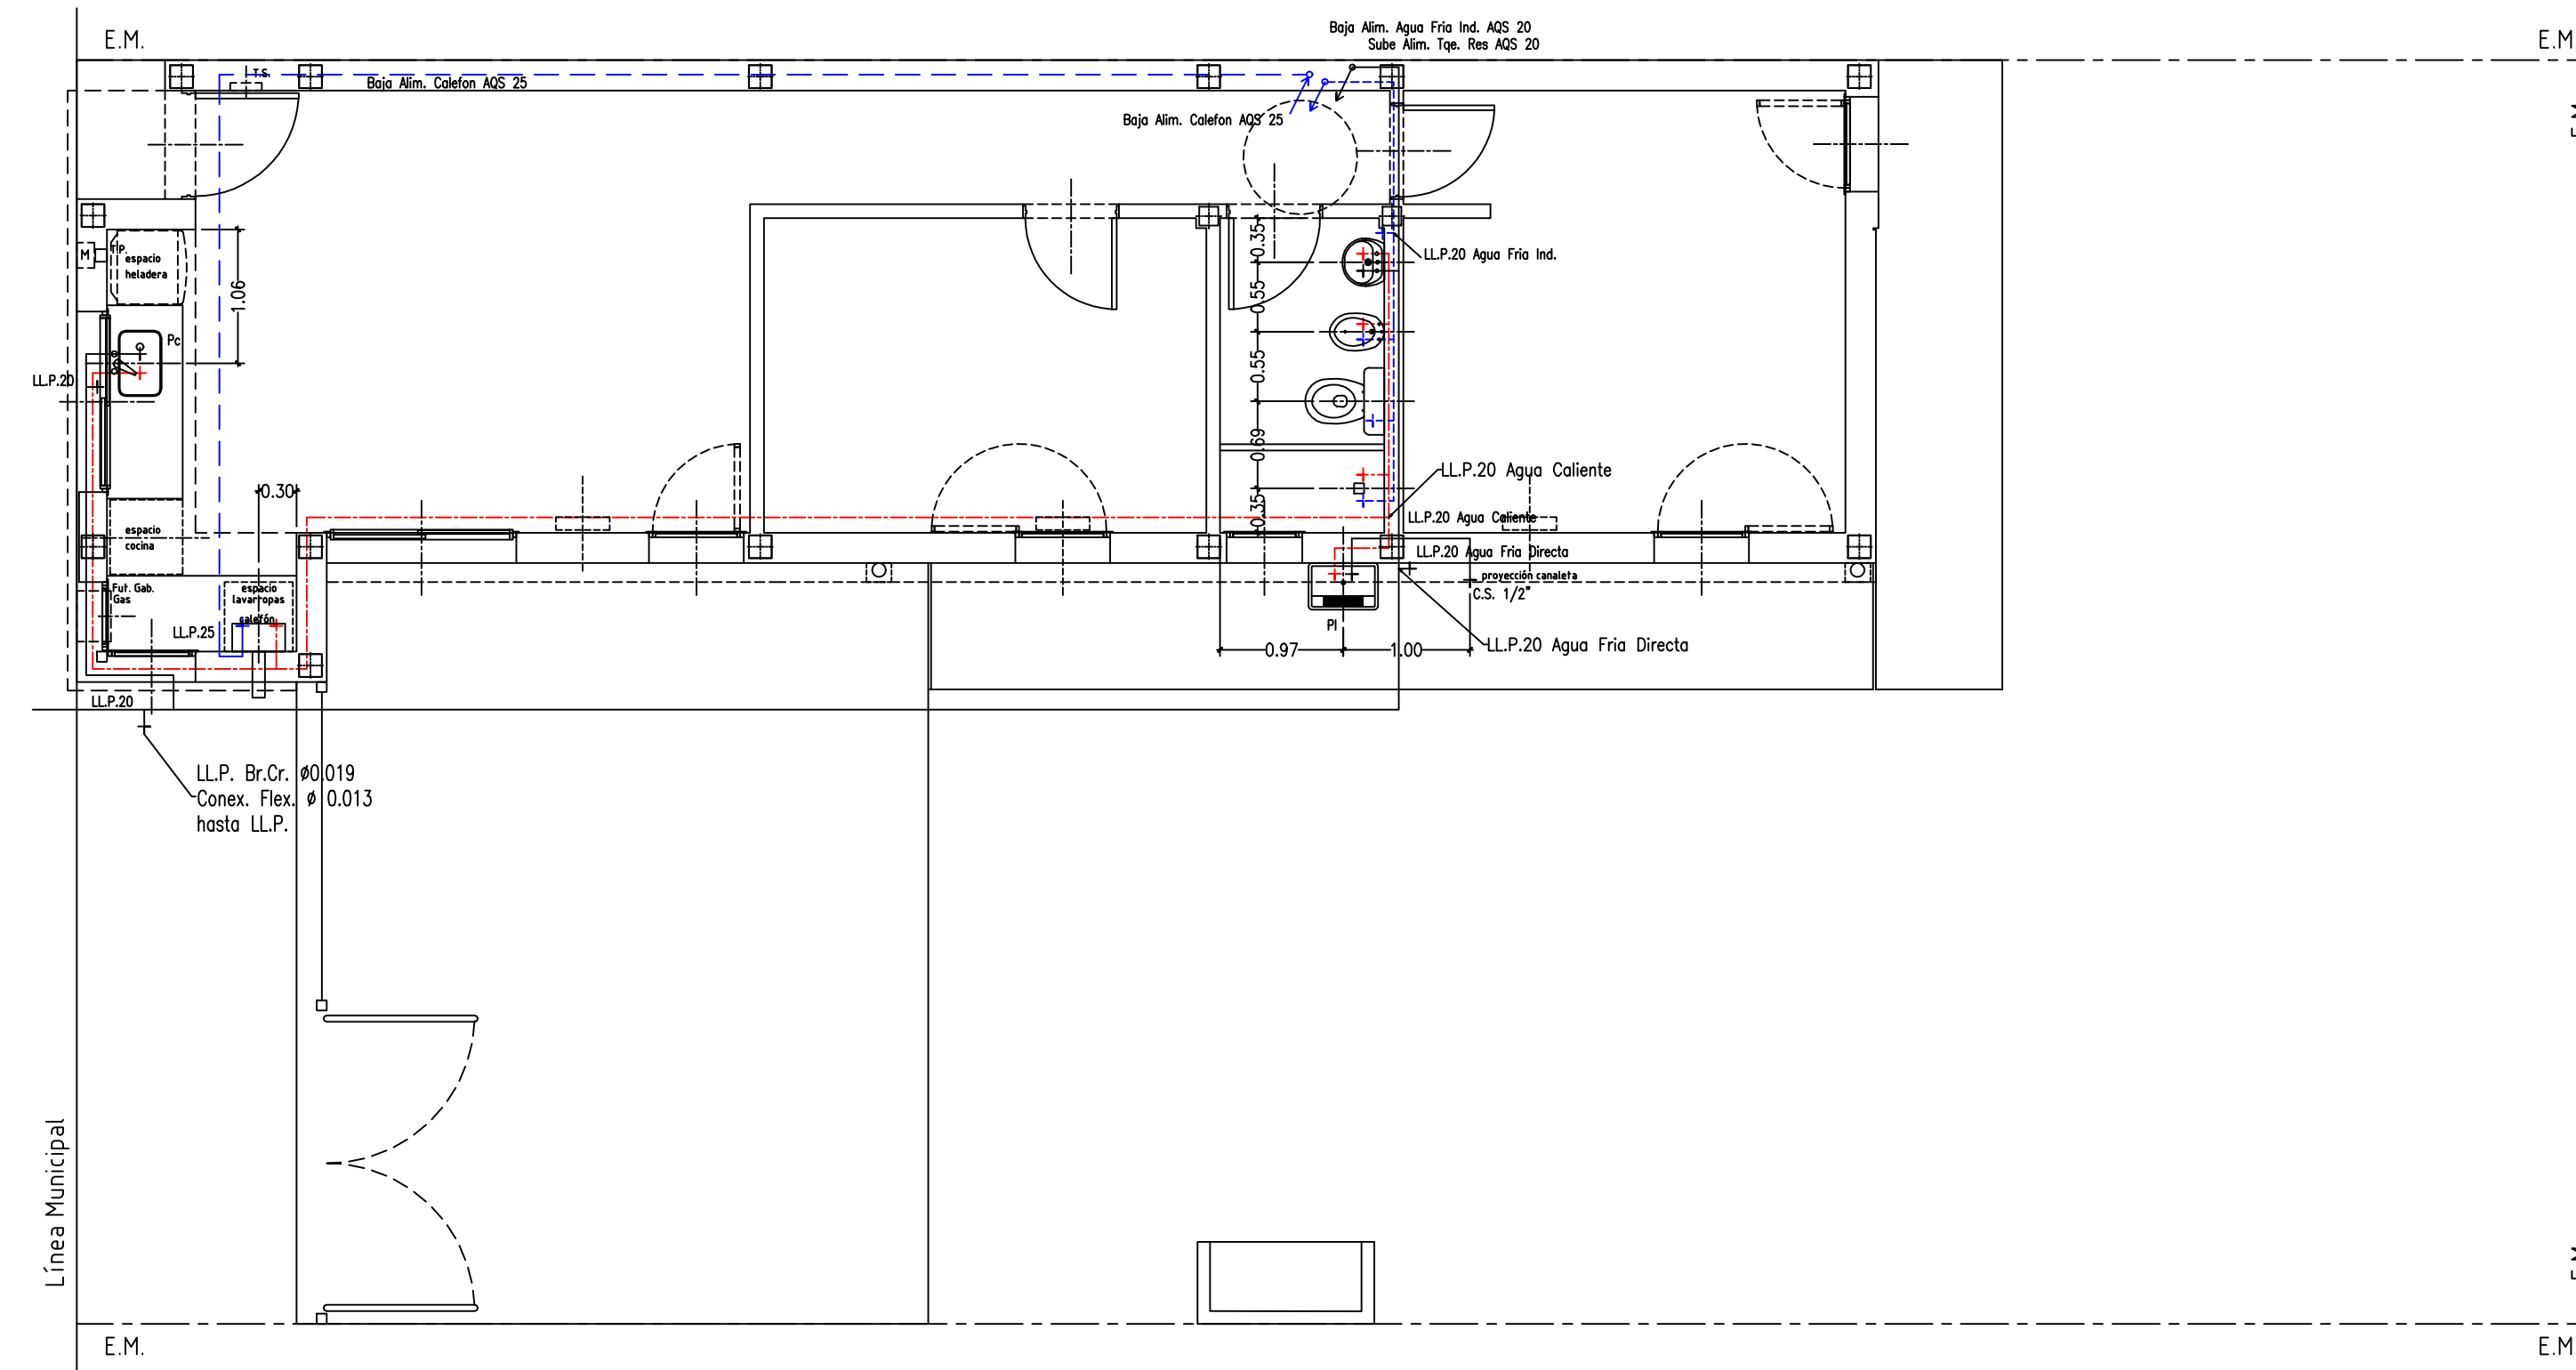 Baja Alim. Agua Fria Ind. AQS 20
Sube Alim. Tqe. Res AQS 20
E.M.
E.M
T.S.
Baja Alim. Calefon AQS 25
Baja Alim. Calefon AQS 25
E.M
M
T.P.
espacio
heladera
1.06
0.35
LL.P.20 Agua Fria Ind.
0.55
Pc
LL.P.20
0.55
0.69
LL.P.20 Agua Caliente
0.30
0.35
LL.P.20 Agua Caliente
espacio
cocina
LL.P.20 Agua Fria Directa
proyección canaleta
C.S. 1/2"
Fut. Gab.
Gas
espacio
lavarropas
calefón
LL.P.25
Pl
LL.P.20 Agua Fria Directa
0.97
1.00
LL.P.20
LL.P. Br.Cr. ø0.019
Conex. Flex. ø 0.013
hasta LL.P.
Línea Municipal
E.M
E.M.
E.M